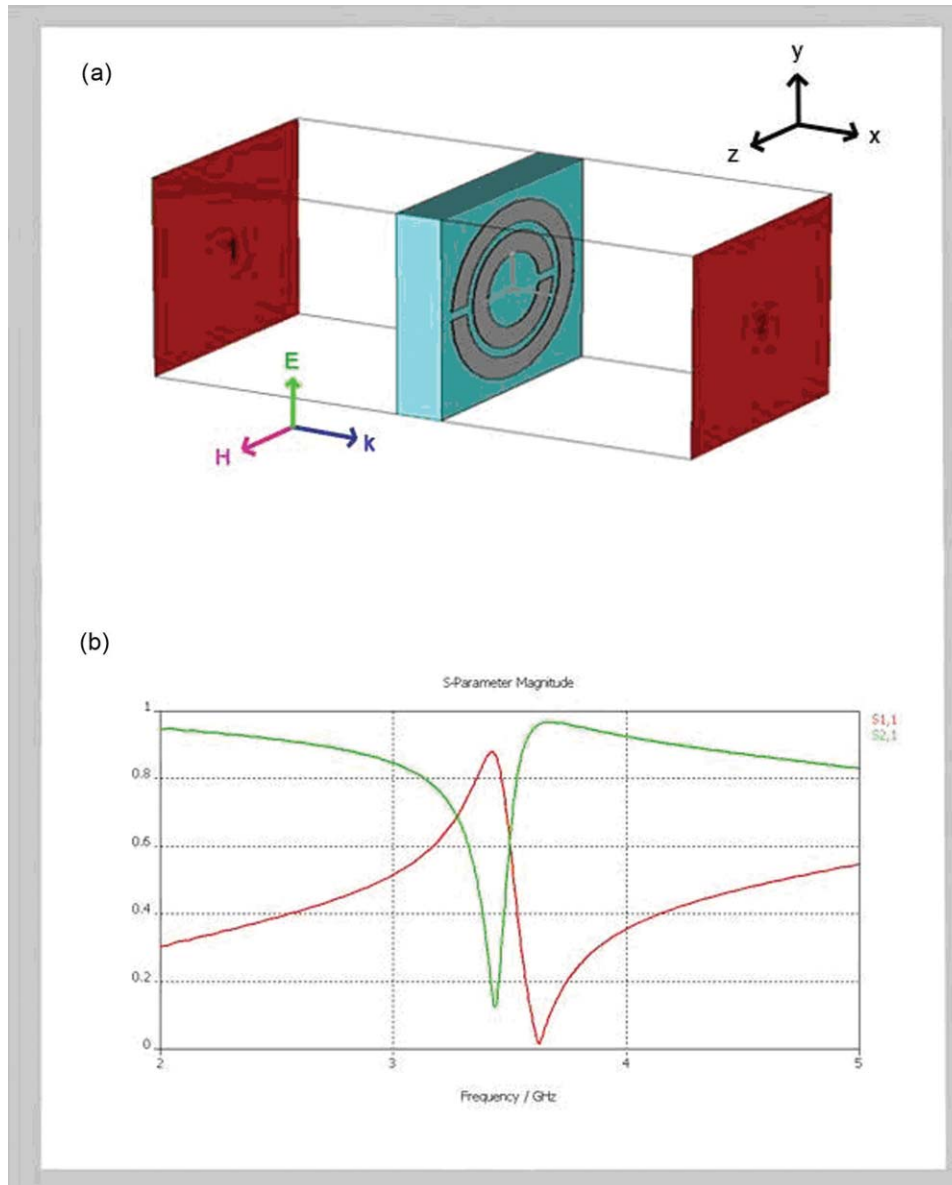 (a)
y
x
z
1
2
E
H
k
(b)
S-Parameter Magnitude
1
S1,1
S2,1
0.8
0.6
0.4
0.2
0
2
3
4
5
Frequency / GHz